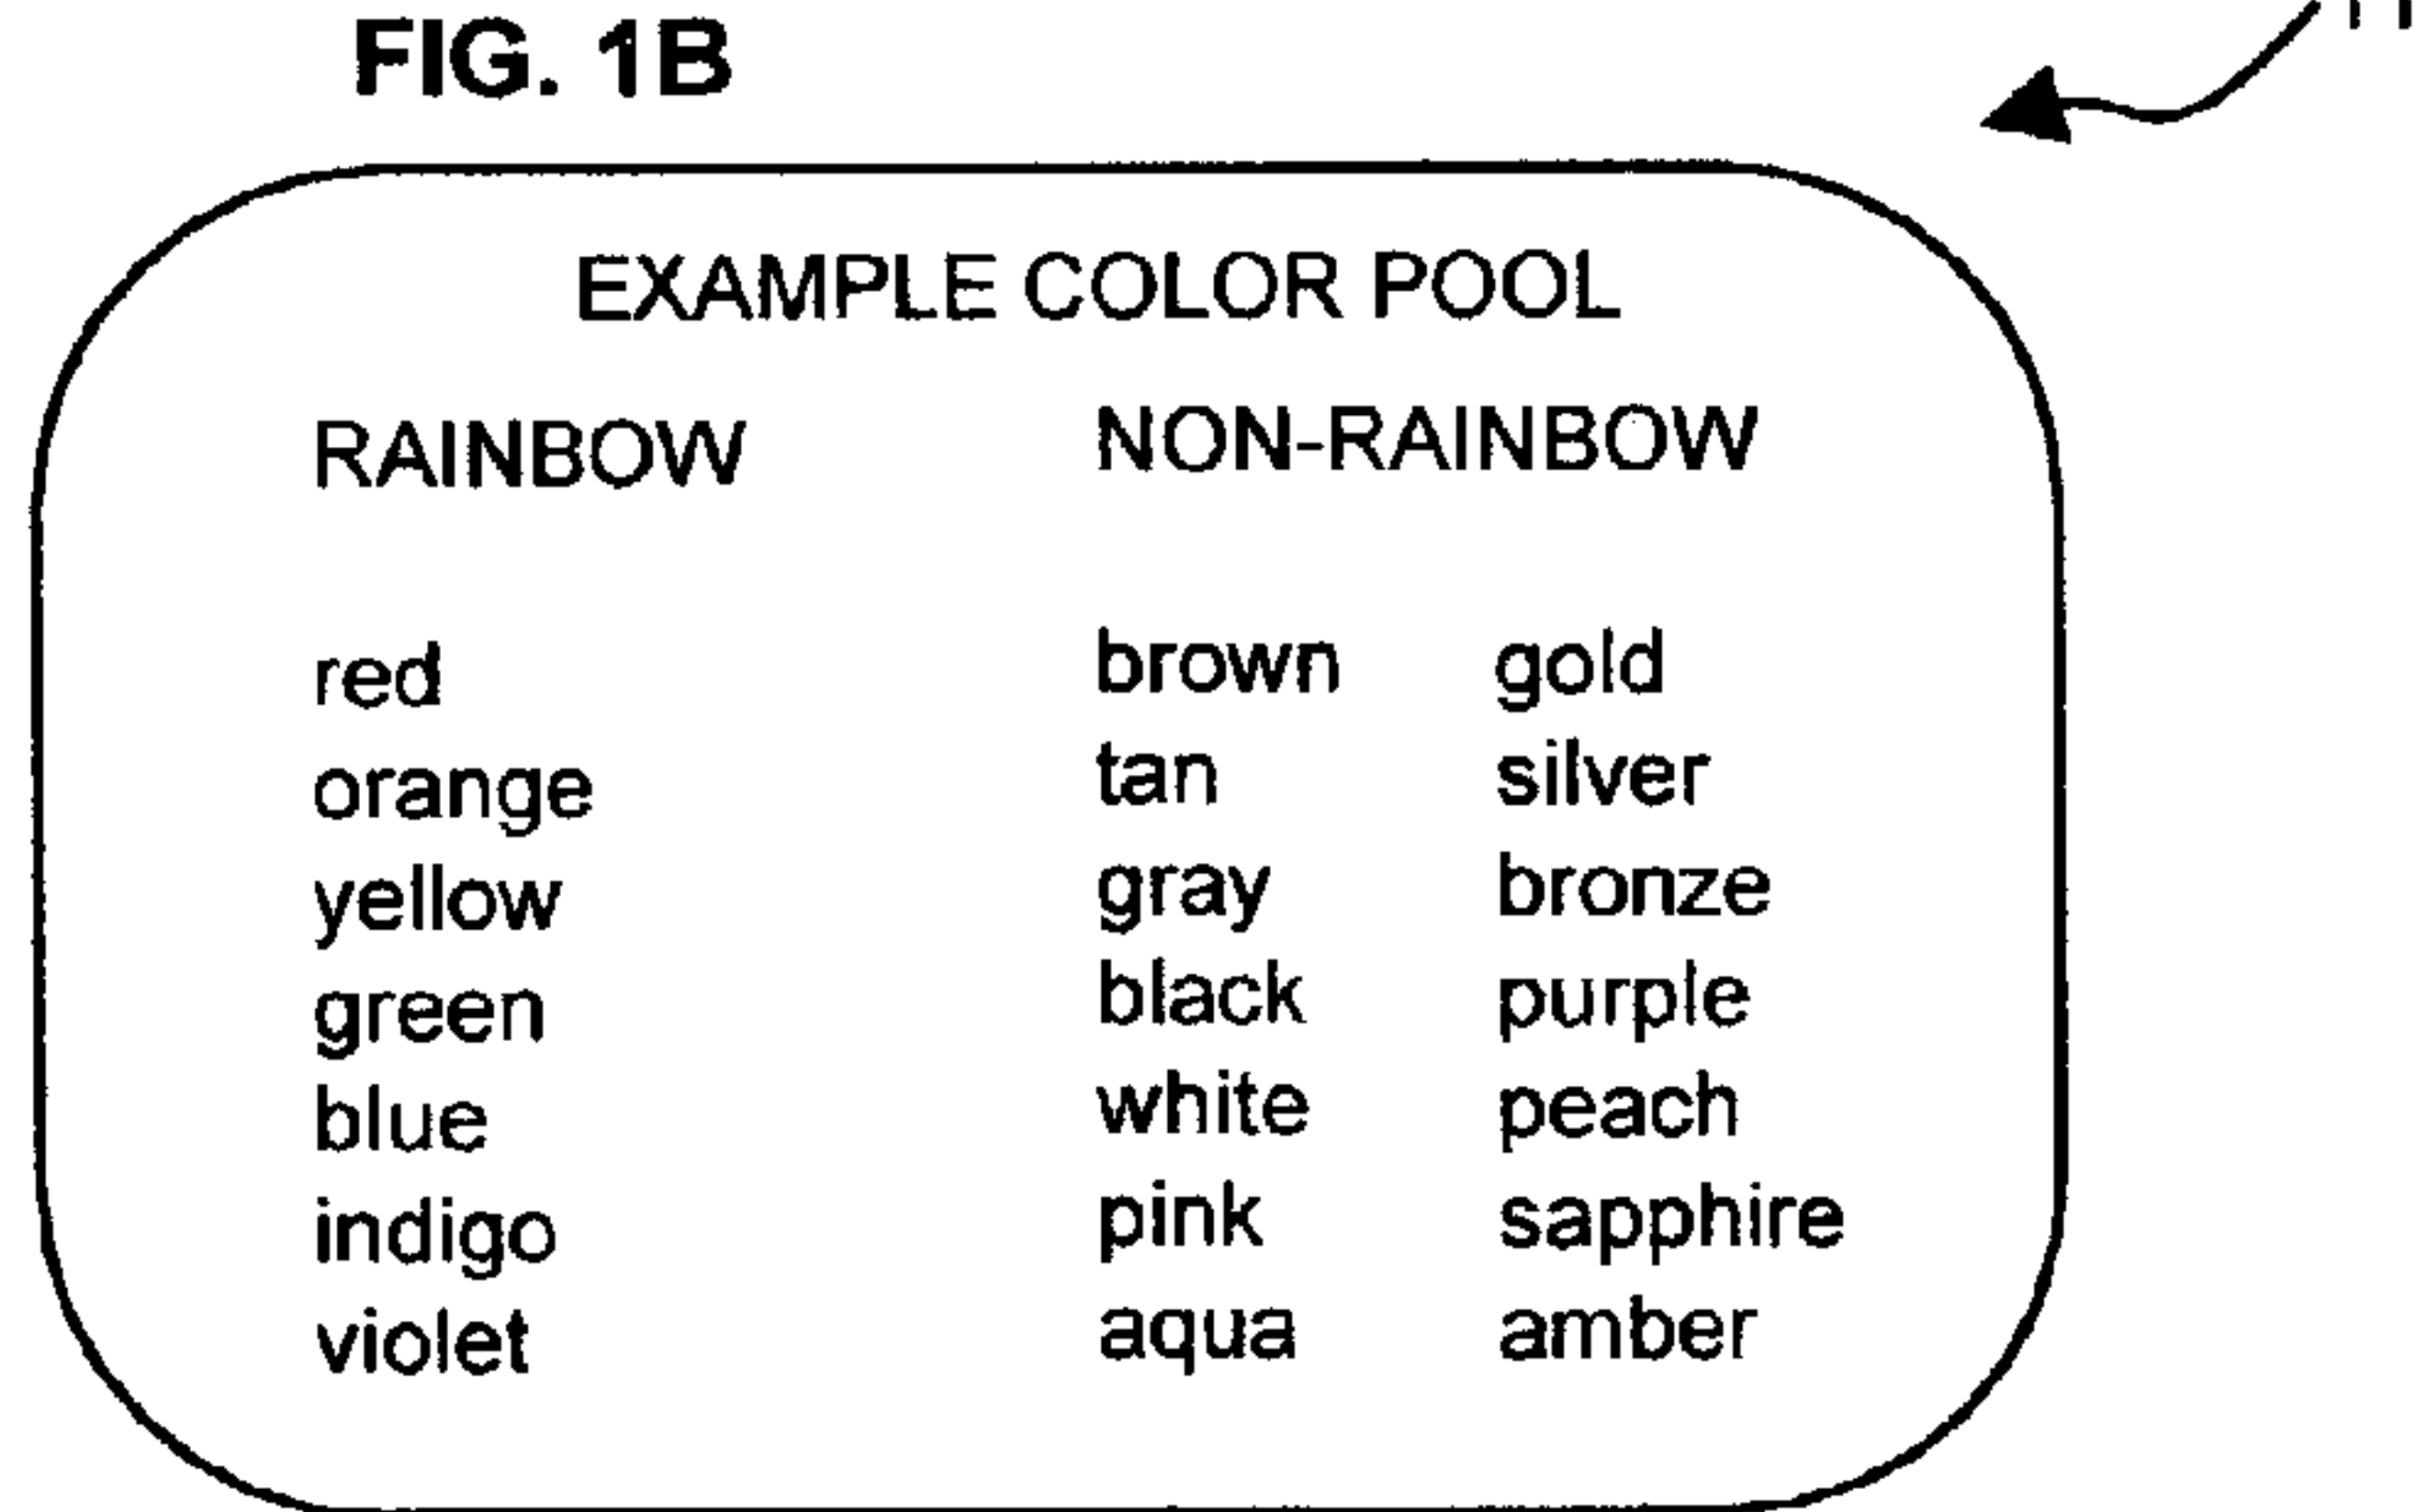 FIG. 1B
EXAMPLE COLOR POOL
RAINBOW NON-RAINBOW
red brown gold
orange tan silver
yellow gray bronze
green black purple
blue white peach
indigo pink sapphire
violet aqua amber